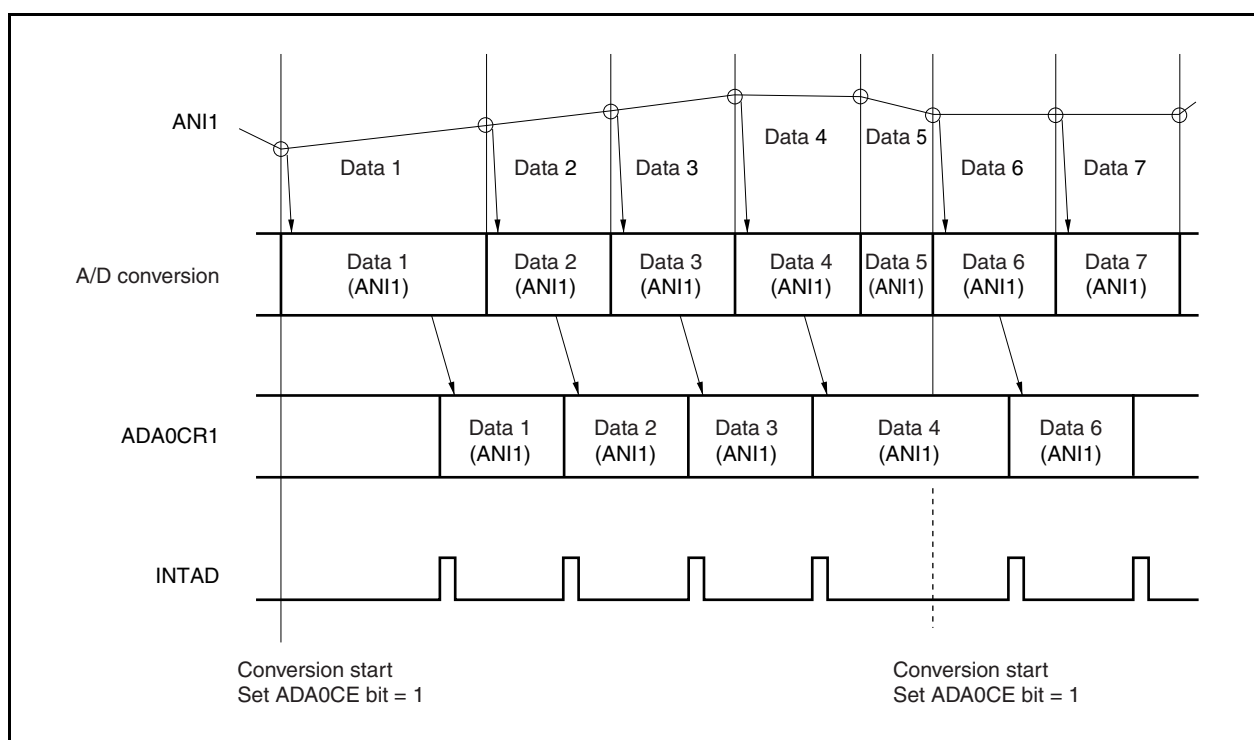 ANI1
Data 1
Data 2
Data 3
Data 4
Data 5
Data 6
Data 7
A/D conversion
Data 1
(ANI1)
Data 2
(ANI1)
Data 3
(ANI1)
Data 4
(ANI1)
Data 5
(ANI1)
Data 6
(ANI1)
Data 7
(ANI1)
ADA0CR1
Data 1
(ANI1)
Data 2
(ANI1)
Data 3
(ANI1)
Data 4
(ANI1)
Data 6
(ANI1)
INTAD
Conversion start
Set ADA0CE bit = 1
Conversion start
Set ADA0CE bit = 1